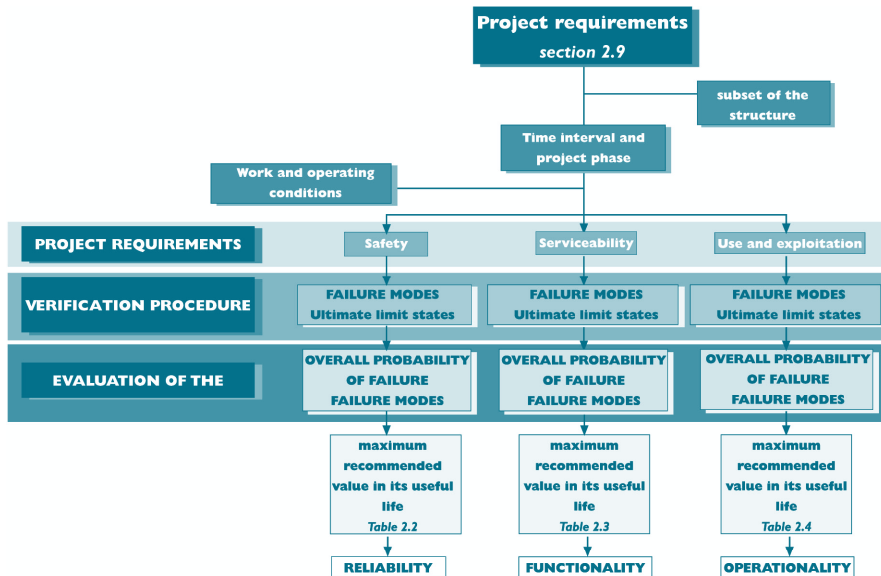 Project requirements
section 2.9
subset of the
structure
Time interval and
project phase
Work and operating
conditions
PROJECT REQUIREMENTS
Safety
Serviceability
Use and exploitation
VERIFICATION PROCEDURE
FAILURE MODES
Ultimate limit states
FAILURE MODES
Ultimate limit states
FAILURE MODES
Ultimate limit states
EVALUATION OF THE
OVERALL PROBABILITY
OF FAILURE
FAILURE MODES
OVERALL PROBABILITY
OF FAILURE
FAILURE MODES
OVERALL PROBABILITY
OF FAILURE
FAILURE MODES
maximum
recommended
value in its useful
life
Table 2.2
maximum
recommended
value in its useful
life
Table 2.3
maximum
recommended
value in its useful
life
Table 2.4
RELIABILITY
FUNCTIONALITY
OPERATIONALITY